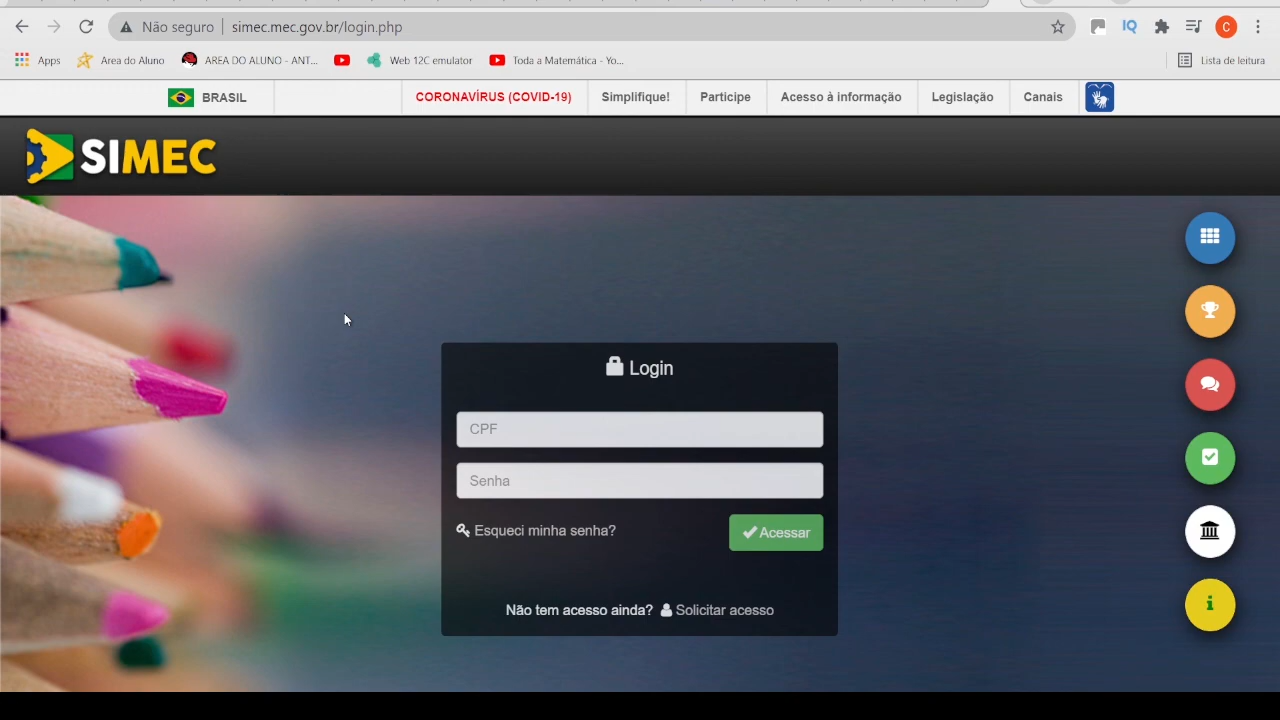 Não seguro simec.mec.gov.br/login.php
IQ
C
Apps Area do Aluno AREA DO ALUNO - ANT... Web 12C emulator Toda a Matemática - Yo... Lista de leitura
BRASIL CORONAVÍRUS (COVID-19) Simplifique! Participe Acesso à informação Legislação Canais
SIMEC
Login
CPF
Senha
Esqueci minha senha? Acessar
Não tem acesso ainda? Solicitar acesso